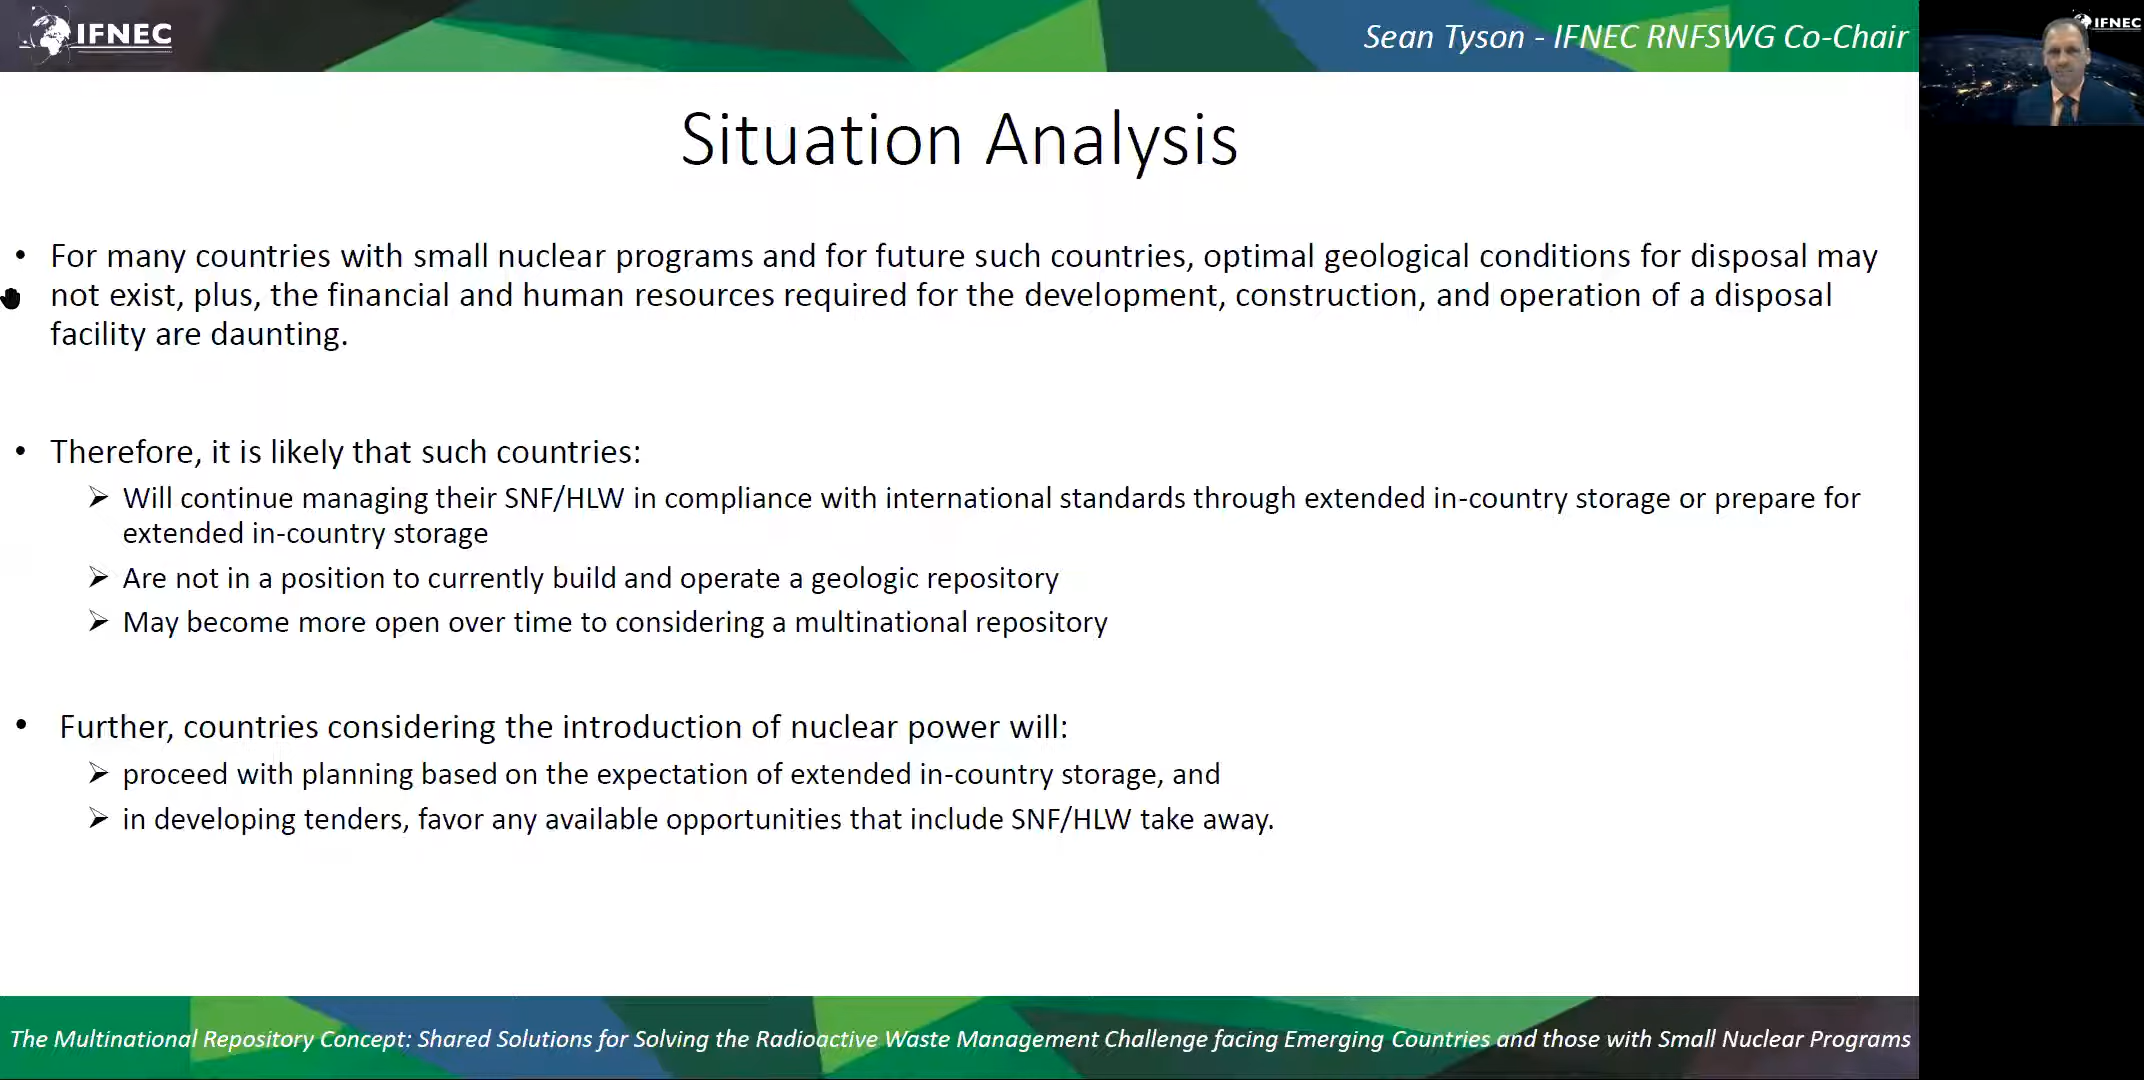 IFNEC
Sean Tyson - IFNEC RNFSWG Co-Chair
IFNEC
Situation Analysis
• For many countries with small nuclear programs and for future such countries, optimal geological conditions for disposal may
not exist, plus, the financial and human resources required for the development, construction, and operation of a disposal
facility are daunting.
• Therefore, it is likely that such countries:
➢ Will continue managing their SNF/HLW in compliance with international standards through extended in-country storage or prepare for
extended in-country storage
➢ Are not in a position to currently build and operate a geologic repository
➢ May become more open over time to considering a multinational repository
• Further, countries considering the introduction of nuclear power will:
➢ proceed with planning based on the expectation of extended in-country storage, and
➢ in developing tenders, favor any available opportunities that include SNF/HLW take away.
The Multinational Repository Concept: Shared Solutions for Solving the Radioactive Waste Management Challenge facing Emerging Countries and those with Small Nuclear Programs